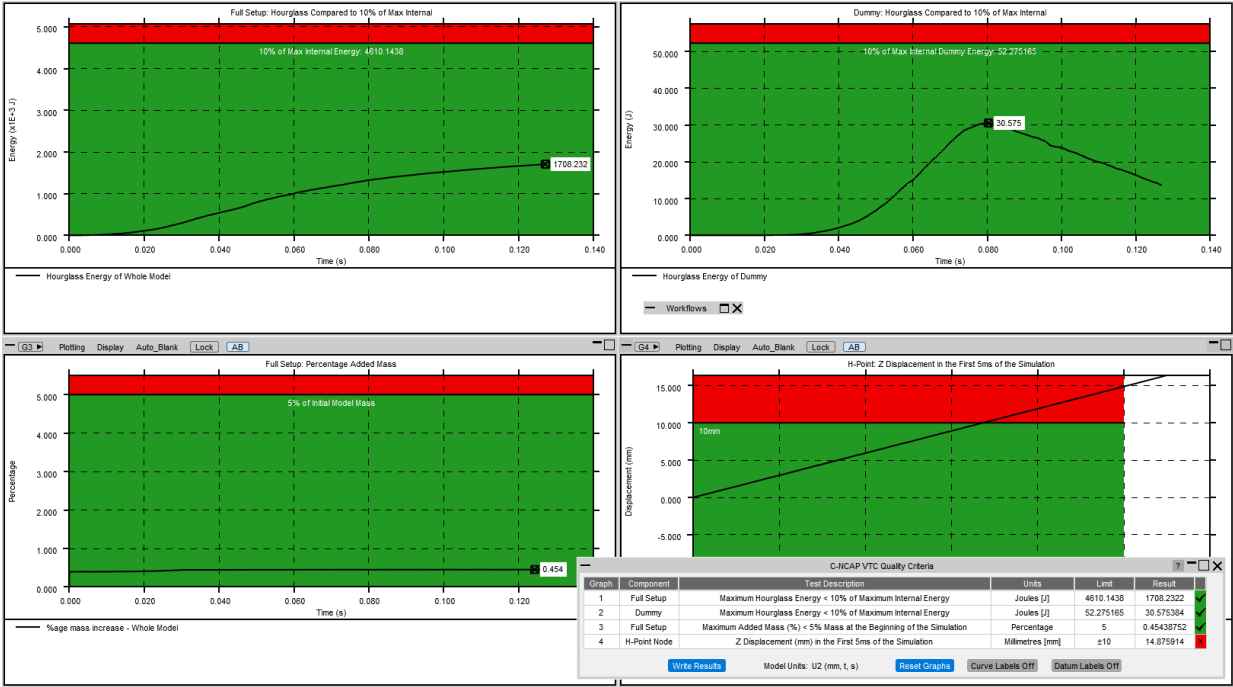 Full Setup: Hourglass Compared to 10% of Max Internal
10% of Max Internal Energy: 4610.1438
Energy (x1E+3 J)
5.000
4.000
3.000
2.000
1.000
0.000
1708.232
0.000 0.020 0.040 0.060 0.080 0.100 0.120 0.140
Time (s)
Hourglass Energy of Whole Model
Dummy: Hourglass Compared to 10% of Max Internal
10% of Max Internal Dummy Energy: 52.275165
Energy (J)
50.000
40.000
30.000
20.000
10.000
0.000
30.575
0.000 0.020 0.040 0.060 0.080 0.100 0.120 0.140
Time (s)
Hourglass Energy of Dummy
Workflows
G3 Plotting Display Auto_Blank Lock AB
Full Setup: Percentage Added Mass
5% of Initial Model Mass
Percentage
5.000
4.000
3.000
2.000
1.000
0.000
0.454
0.000 0.020 0.040 0.060 0.080 0.100 0.120
Time (s)
%age mass increase - Whole Model
G4 Plotting Display Auto_Blank Lock AB
H-Point: Z Displacement in the First 5ms of the Simulation
10mm
Displacement (mm)
15.000
10.000
5.000
0.000
-5.000
C-NCAP VTC Quality Criteria ?
Graph Component Test Description Units Limit Result
1 Full Setup Maximum Hourglass Energy < 10% of Maximum Internal Energy Joules [J] 4610.1438 1708.2322
2 Dummy Maximum Hourglass Energy < 10% of Maximum Internal Energy Joules [J] 52.275165 30.575384
3 Full Setup Maximum Added Mass (%) < 5% Mass at the Beginning of the Simulation Percentage 5 0.45438752
4 H-Point Node Z Displacement (mm) in the First 5ms of the Simulation Millimetres [mm] ±10 14.875914 X
Write Results Model Units: U2 (mm, t, s) Reset Graphs Curve Labels Off Datum Labels Off